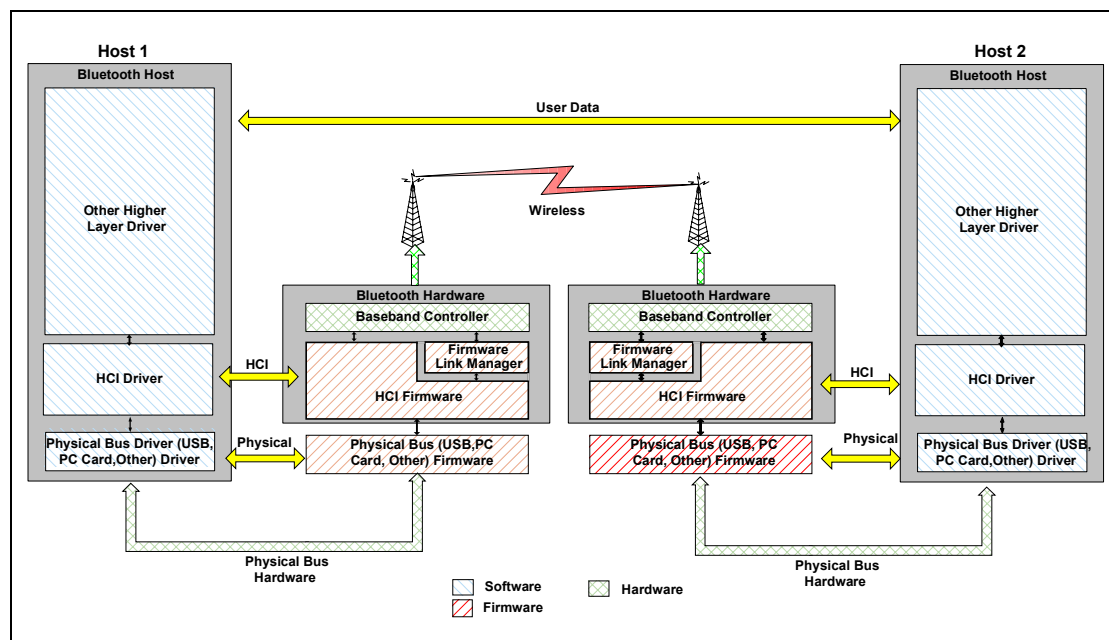 Host 1
Host 2
Bluetooth Host
Bluetooth Host
User Data
Other Higher
Layer Driver
Wireless
Other Higher
Layer Driver
Bluetooth Hardware
Baseband Controller
Bluetooth Hardware
Baseband Controller
Firmware
Link Manager
HCI Firmware
Firmware
Link Manager
HCI Firmware
HCI Driver
HCI
HCI
HCI Driver
Physical Bus Driver (USB,
PC Card,Other) Driver
Physical
Physical Bus (USB,PC
Card, Other) Firmware
Physical Bus (USB, PC
Card, Other) Firmware
Physical
Physical Bus Driver (USB,
PC Card,Other) Driver
Physical Bus
Hardware
Physical Bus
Hardware
Software
Hardware
Firmware